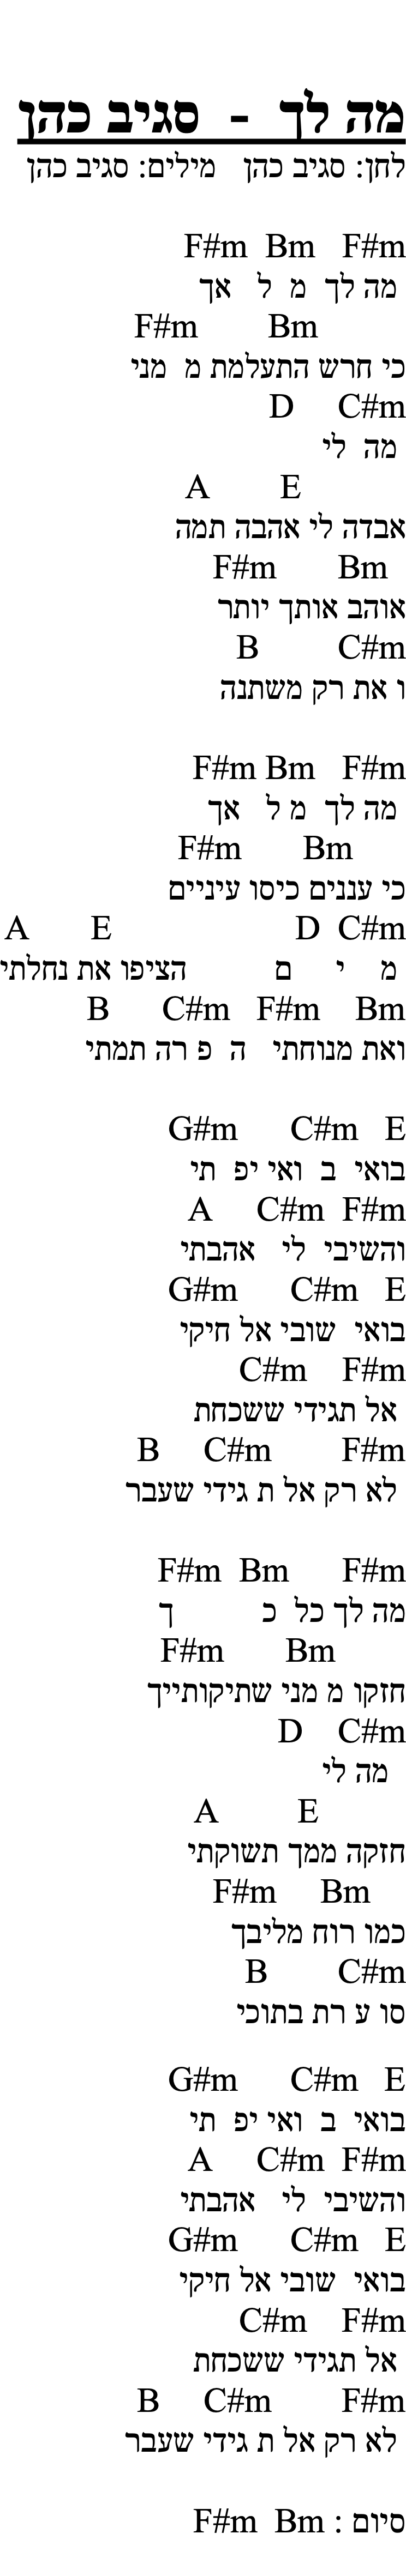 מה לך - סגיב כהן
לחן: סגיב כהן   מילים: סגיב כהן
F#m  Bm   F#m
מה לך  מ  ל   אך
F#m        Bm
כי חרש התעלמת מ  מני
D     C#m
מה  לי
A        E
אבדה לי אהבה תמה
F#m       Bm
אוהב אותך יותר
B         C#m
ו את רק משתנה
F#m Bm   F#m
מה לך  מ ל   אך
F#m       Bm
כי עננים כיסו עיניים
A       E                     D  C#m
מ     י     ם          הציפו את נחלתי
B      C#m   F#m    Bm
ואת מנוחתי   ה  פ רה תמתי
G#m      C#m   E
בואי  ב  ואי יפ  תי
A     C#m  F#m
והשיבי  לי   אהבתי
G#m      C#m   E
בואי  שובי אל חיקי
C#m    F#m
אל תגידי ששכחת
B     C#m        F#m
לא רק אל ת גידי שעבר
F#m  Bm      F#m
מה לך כל  כ          ך
F#m       Bm
חזקו מ מני שתיקותייך
D    C#m
מה לי
A         E
חזקה ממך תשוקתי
F#m     Bm
כמו רוח מליבך
B        C#m
סו ע רת בתוכי
G#m      C#m   E
בואי  ב  ואי יפ  תי
A     C#m  F#m
והשיבי  לי   אהבתי
G#m      C#m   E
בואי  שובי אל חיקי
C#m    F#m
אל תגידי ששכחת
B     C#m        F#m
לא רק אל ת גידי שעבר
סיום : F#m  Bm